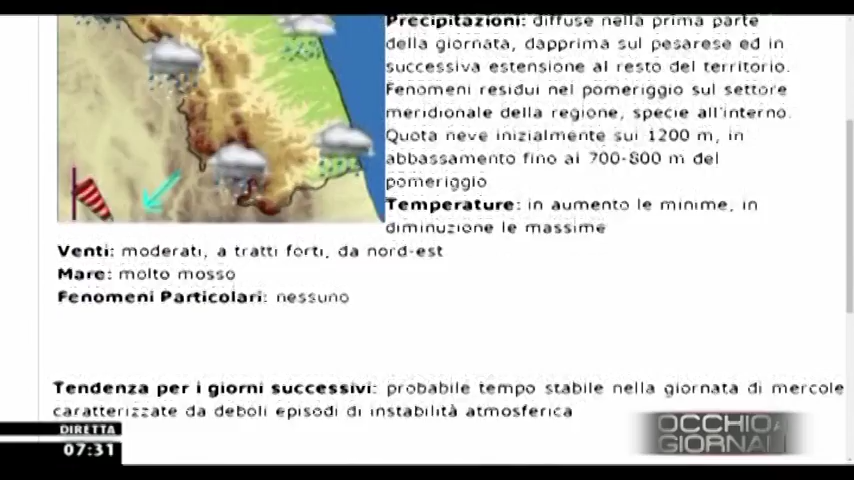 Precipitazioni: diffuse nella prima parte
della giornata, dapprima sul pesarese ed in
successiva estensione al resto del territorio.
Fenomeni residui nel pomeriggio sul settore
meridionale della regione, specie all'interno.
Quota neve inizialmente sui 1200 m, in
abbassamento fino ai 700-800 m del
pomeriggio
Temperature: in aumento le minime, in
diminuzione le massime
Venti: moderati, a tratti forti, da nord-est
Mare: molto mosso
Fenomeni Particolari: nessuno
Tendenza per i giorni successivi: probabile tempo stabile nella giornata di mercole
caratterizzate da deboli episodi di instabilità atmosferica
DIRETTA
07:31
OCCHIO
GIORNAL